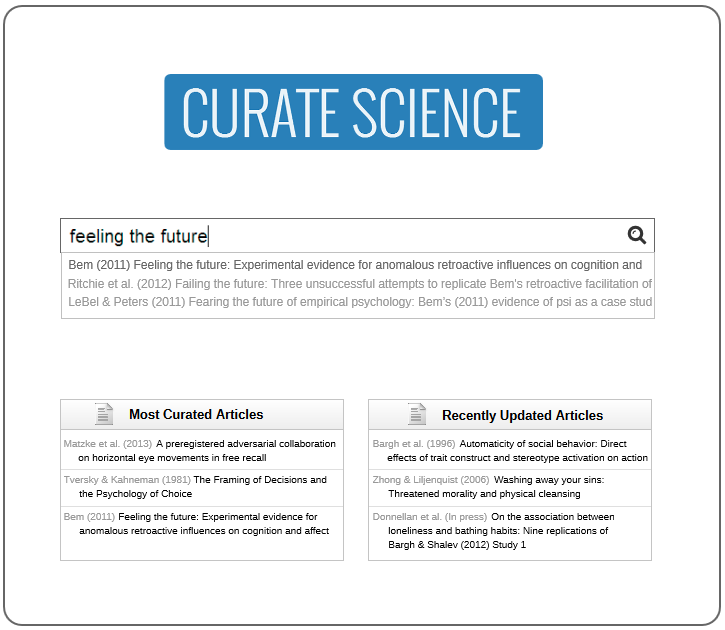 CURATE SCIENCE
feeling the future
Bem (2011) Feeling the future: Experimental evidence for anomalous retroactive influences on cognition and
Ritchie et al. (2012) Failing the future: Three unsuccessful attempts to replicate Bem's retroactive facilitation of
LeBel & Peters (2011) Fearing the future of empirical psychology: Bem's (2011) evidence of psi as a case stud
Most Curated Articles
Matzke et al. (2013) A preregistered adversarial collaboration
on horizontal eye movements in free recall
Tversky & Kahneman (1981) The Framing of Decisions and
the Psychology of Choice
Bem (2011) Feeling the future: Experimental evidence for
anomalous retroactive influences on cognition and affect
Recently Updated Articles
Bargh et al. (1996) Automaticity of social behavior: Direct
effects of trait construct and stereotype activation on action
Zhong & Liljenquist (2006) Washing away your sins:
Threatened morality and physical cleansing
Donnellan et al. (In press) On the association between
loneliness and bathing habits: Nine replications of
Bargh & Shalev (2012) Study 1